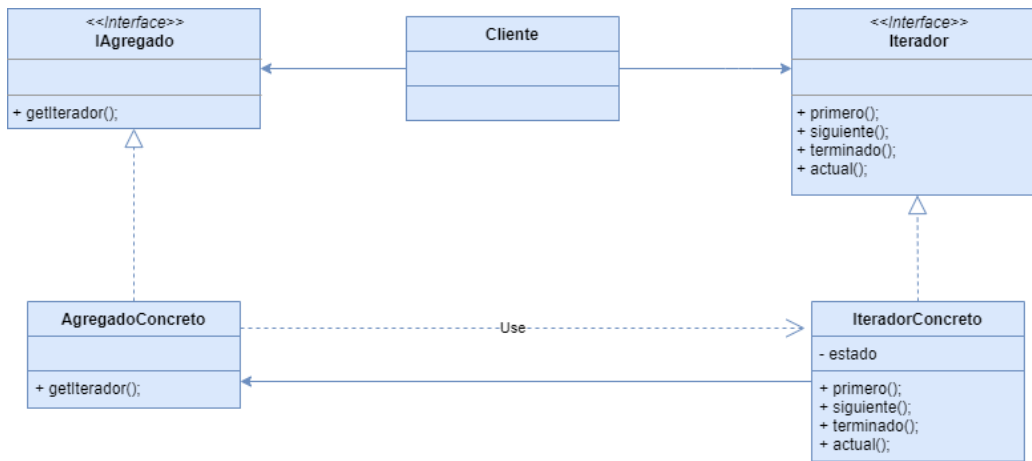 <<Interface>>
IAgregado
+ getIterador();
Cliente
<<Interface>>
Iterador
+ primero();
+ siguiente();
+ terminado();
+ actual();
AgregadoConcreto
+ getIterador();
Use
IteradorConcreto
- estado
+ primero();
+ siguiente();
+ terminado();
+ actual();